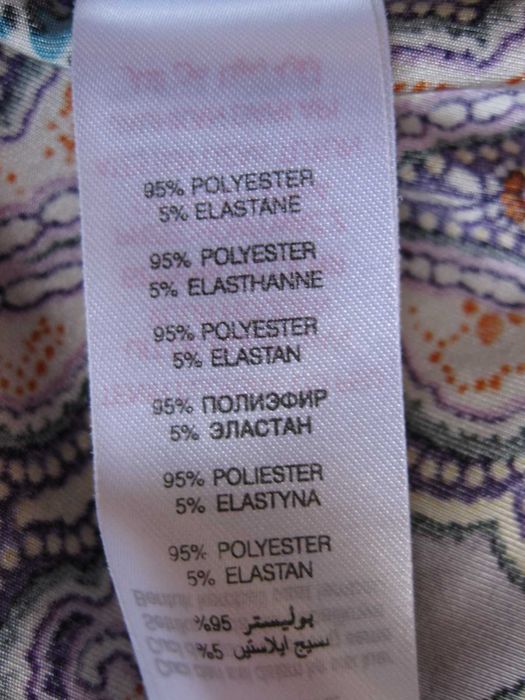 95% POLYESTER
5% ELASTANE
95% POLYESTER
5% ELASTHANNE
95% POLYESTER
5% ELASTAN
95% ПОЛИЭФИР
5% ЭЛАСТАН
95% POLIESTER
5% ELASTYNA
95% POLYESTER
5% ELASTAN
بوليستر 95%
نسيج ايلاستين 5%